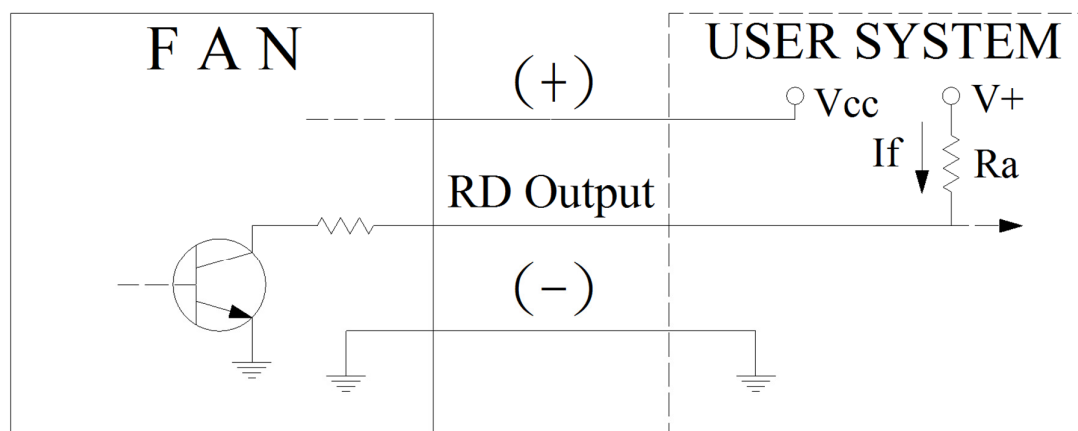 F A N
USER SYSTEM
(+)
Vcc
V+
If
Ra
RD Output
(−)